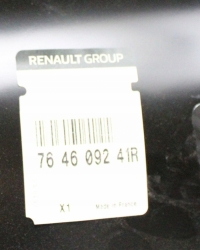 RENAULT GROUP
76 46 092 41R
X1 Made in France